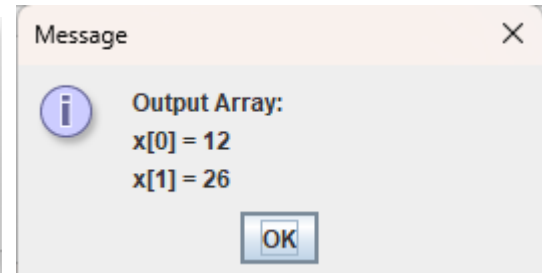 Message
Output Array:
x[0] = 12
x[1] = 26
OK